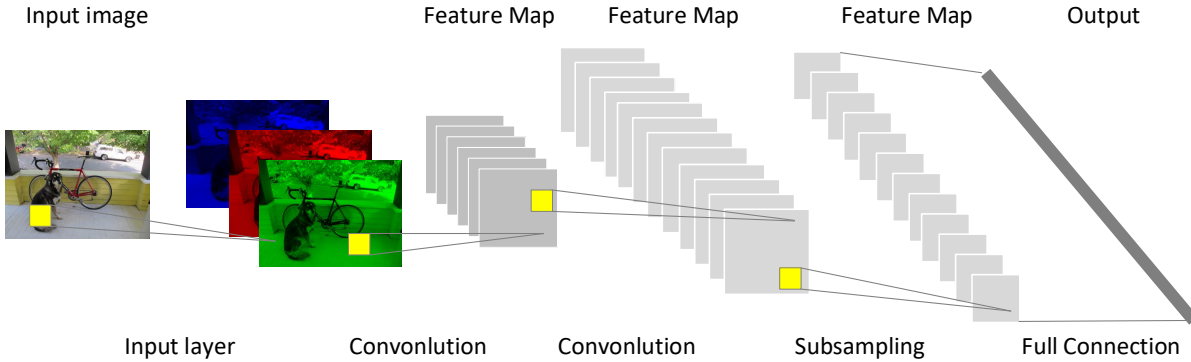 Input image
Feature Map
Feature Map
Feature Map
Output
Input layer
Convonlution
Convonlution
Subsampling
Full Connection